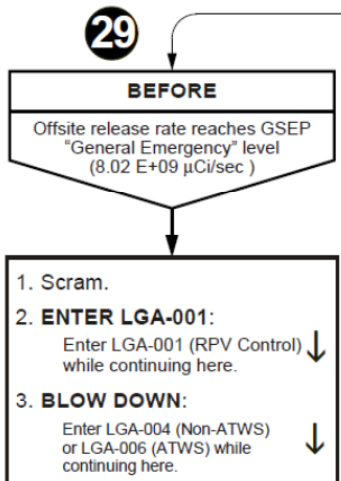 29
BEFORE
Offsite release rate reaches GSEP
“General Emergency” level
(8.02 E+09 µCi/sec )
1. Scram.
2. ENTER LGA-001:
Enter LGA-001 (RPV Control)
while continuing here.
3. BLOW DOWN:
Enter LGA-004 (Non-ATWS)
or LGA-006 (ATWS) while
continuing here.